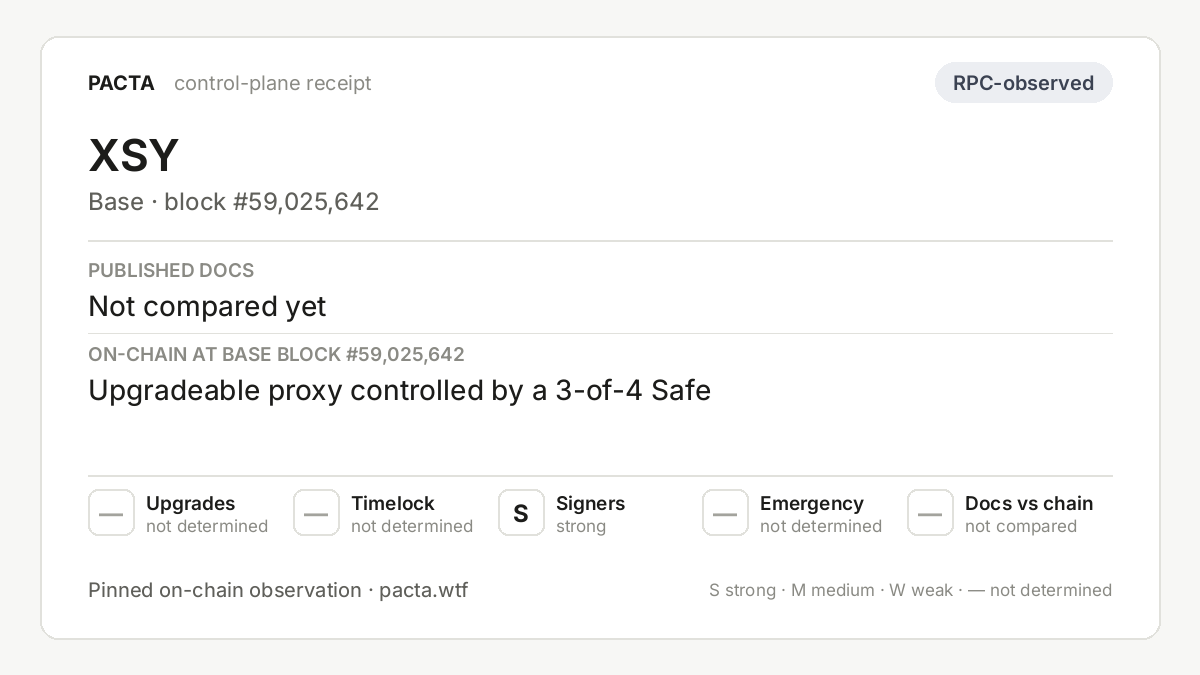 PACTA control-plane receipt RPC-observed
XSY
Base · block #59,025,642
PUBLISHED DOCS
Not compared yet
ON-CHAIN AT BASE BLOCK #59,025,642
Upgradeable proxy controlled by a 3-of-4 Safe
— Upgrades not determined
— Timelock not determined
S Signers strong
— Emergency not determined
— Docs vs chain not compared
Pinned on-chain observation · pacta.wtf
S strong · M medium · W weak · — not determined